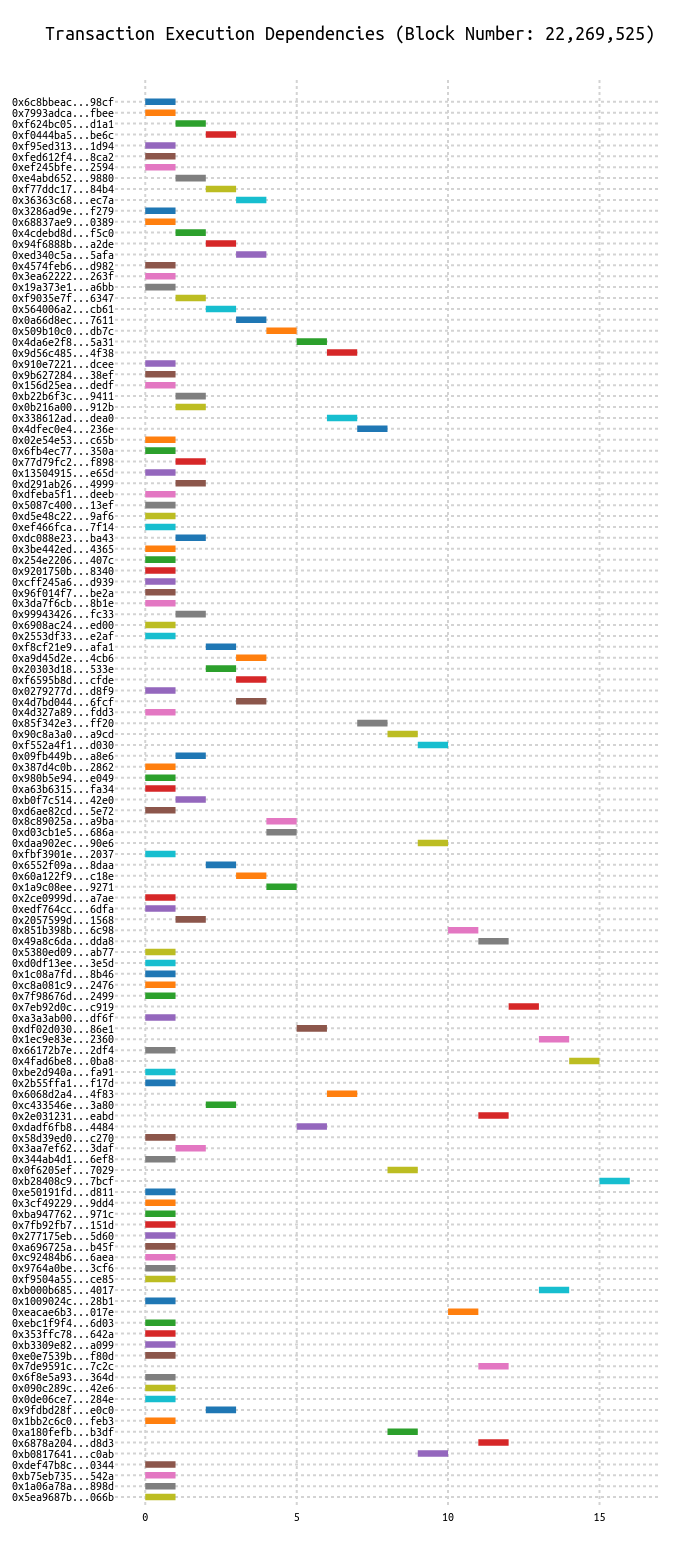 Transaction Execution Dependencies (Block Number: 22,269,525)
0x6c8bbeac...98cf
0x7993adca...fbee
0xf624bc05...d1a1
0xf0444ba5...be6c
0xf95ed313...1d94
0xfed612f4...8ca2
0xef245bfe...2594
0xe4abd652...9880
0xf77ddc17...84b4
0x36363c68...ec7a
0x3286ad9e...f279
0x68837ae9...0389
0x4cdebd8d...f5c0
0x94f6888b...a2de
0xed340c5a...5afa
0x4574feb6...d982
0x3ea62222...263f
0x19a373e1...a6bb
0xf9035e7f...6347
0x564006a2...cb61
0x0a66d8ec...7611
0x509b10c0...db7c
0x4da6e2f8...5a31
0x9d56c485...4f38
0x910e7221...dcee
0x9b627284...38ef
0x156d25ea...dedf
0xb22b6f3c...9411
0x0b216a00...912b
0x338612ad...dea0
0x4dfec0e4...236e
0x02e54e53...c65b
0x6fb4ec77...350a
0x77d79fc2...f898
0x13504915...e65d
0xd291ab26...4999
0xdfeba5f1...deeb
0x5087c400...13ef
0xd5e48c22...9af6
0xef466fca...7f14
0xdc088e23...ba43
0x3be442ed...4365
0x254e2206...407c
0x9201750b...8340
0xcff245a6...d939
0x96f014f7...be2a
0x3da7f6cb...8b1e
0x99943426...fc33
0x6908ac24...ed00
0x2553df33...e2af
0xf8cf21e9...afa1
0xa9d45d2e...4cb6
0x20303d18...533e
0xf6595b8d...cfde
0x0279277d...d8f9
0x4d7bd044...6fcf
0x4d327a89...fdd3
0x85f342e3...ff20
0x90c8a3a0...a9cd
0xf552a4f1...d030
0x09fb449b...a8e6
0x387d4c0b...2862
0x980b5e94...e049
0xa63b6315...fa34
0xb0f7c514...42e0
0xd6ae82cd...5e72
0x8c89025a...a9ba
0xd03cb1e5...686a
0xdaa902ec...90e6
0xfbf3901e...2037
0x6552f09a...8daa
0x60a122f9...c18e
0x1a9c08ee...9271
0x2ce0999d...a7ae
0xedf764cc...6dfa
0x2057599d...1568
0x851b398b...6c98
0x49a8c6da...dda8
0x5380ed09...ab77
0xd0df13ee...3e5d
0x1c08a7fd...8b46
0xc8a081c9...2476
0x7f98676d...2499
0x7eb92d0c...c919
0xa3a3ab00...df6f
0xdf02d030...86e1
0x1ec9e83e...2360
0x66172b7e...2df4
0x4fad6be8...0ba8
0xbe2d940a...fa91
0x2b55ffa1...f17d
0x6068d2a4...4f83
0xc433546e...3a80
0x2e031231...eabd
0xdadf6fb8...4484
0x58d39ed0...c270
0x3aa7ef62...3daf
0x344ab4d1...6ef8
0x0f6205ef...7029
0xb28408c9...7bcf
0xe50191fd...d811
0x3cf49229...9dd4
0xba947762...971c
0x7fb92fb7...151d
0x277175eb...5d60
0xa696725a...b45f
0xc92484b6...6aea
0x9764a0be...3cf6
0xf9504a55...ce85
0xb000b685...4017
0x1009024c...28b1
0xeacae6b3...017e
0xebc1f9f4...6d03
0x353ffc78...642a
0xb3309e82...a099
0xe0e7539b...f80d
0x7de9591c...7c2c
0x6f8e5a93...364d
0x090c289c...42e6
0x0de06ce7...284e
0x9fdbd28f...e0c0
0x1bb2c6c0...feb3
0xa180fefb...b3df
0x6878a204...d8d3
0xb0817641...c0ab
0xdef47b8c...0344
0xb75eb735...542a
0x1a06a78a...898d
0x5ea9687b...066b
0 5 10 15